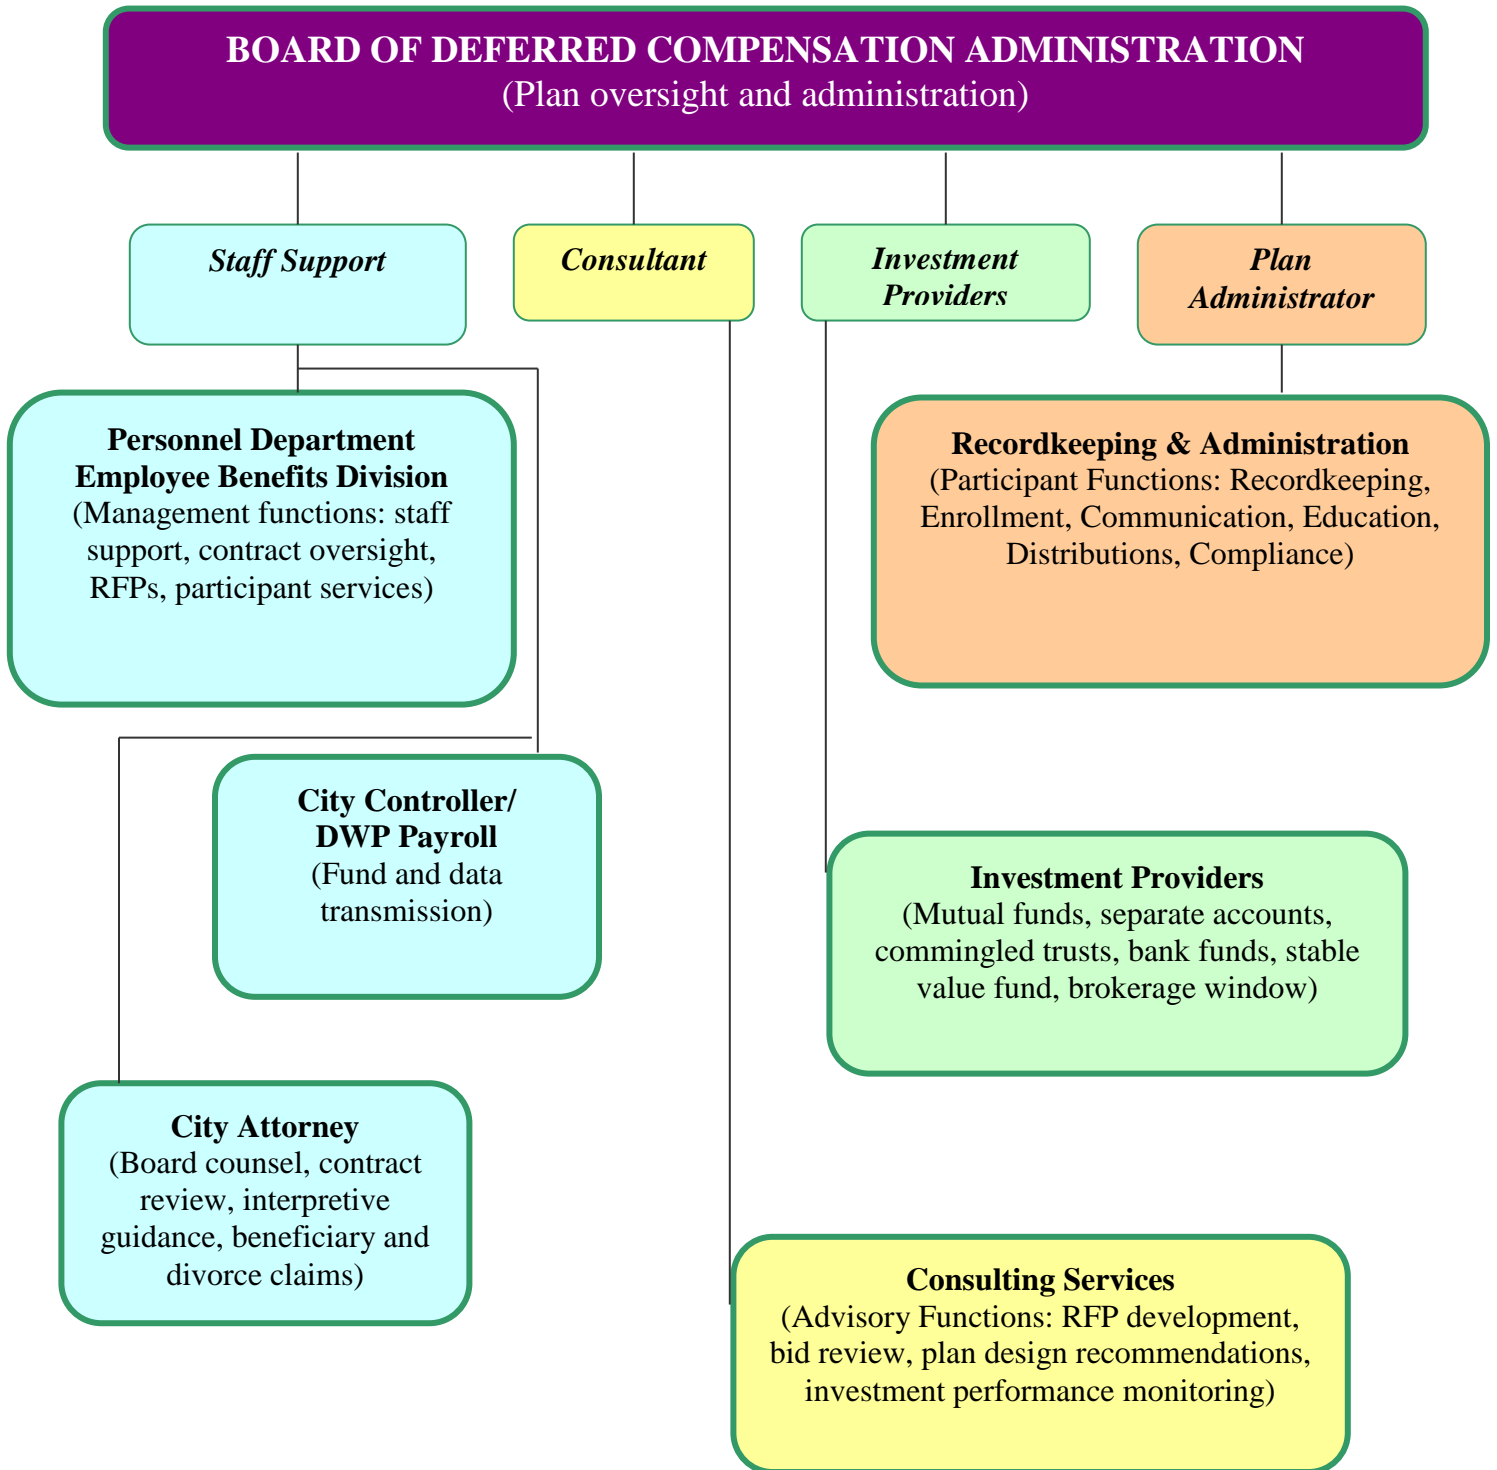 BOARD OF DEFERRED COMPENSATION ADMINISTRATION
(Plan oversight and administration)
Staff Support
Consultant
Investment
Providers
Plan
Administrator
Personnel Department
Employee Benefits Division
(Management functions: staff
support, contract oversight,
RFPs, participant services)
Recordkeeping & Administration
(Participant Functions: Recordkeeping,
Enrollment, Communication, Education,
Distributions, Compliance)
City Controller/
DWP Payroll
(Fund and data
transmission)
Investment Providers
(Mutual funds, separate accounts,
commingled trusts, bank funds, stable
value fund, brokerage window)
City Attorney
(Board counsel, contract
review, interpretive
guidance, beneficiary and
divorce claims)
Consulting Services
(Advisory Functions: RFP development,
bid review, plan design recommendations,
investment performance monitoring)